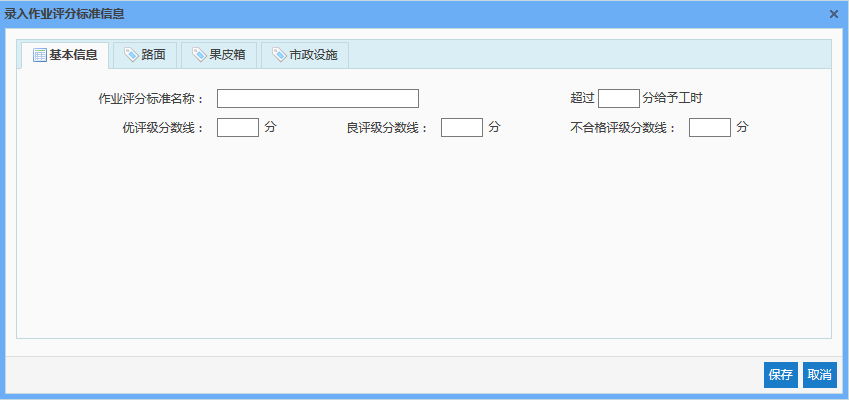 录入作业评分标准信息
基本信息 路面 果皮箱 市政设施
作业评分标准名称： 超过 分给予工时
优评级分数线： 分 良评级分数线： 分 不合格评级分数线： 分
保存 取消